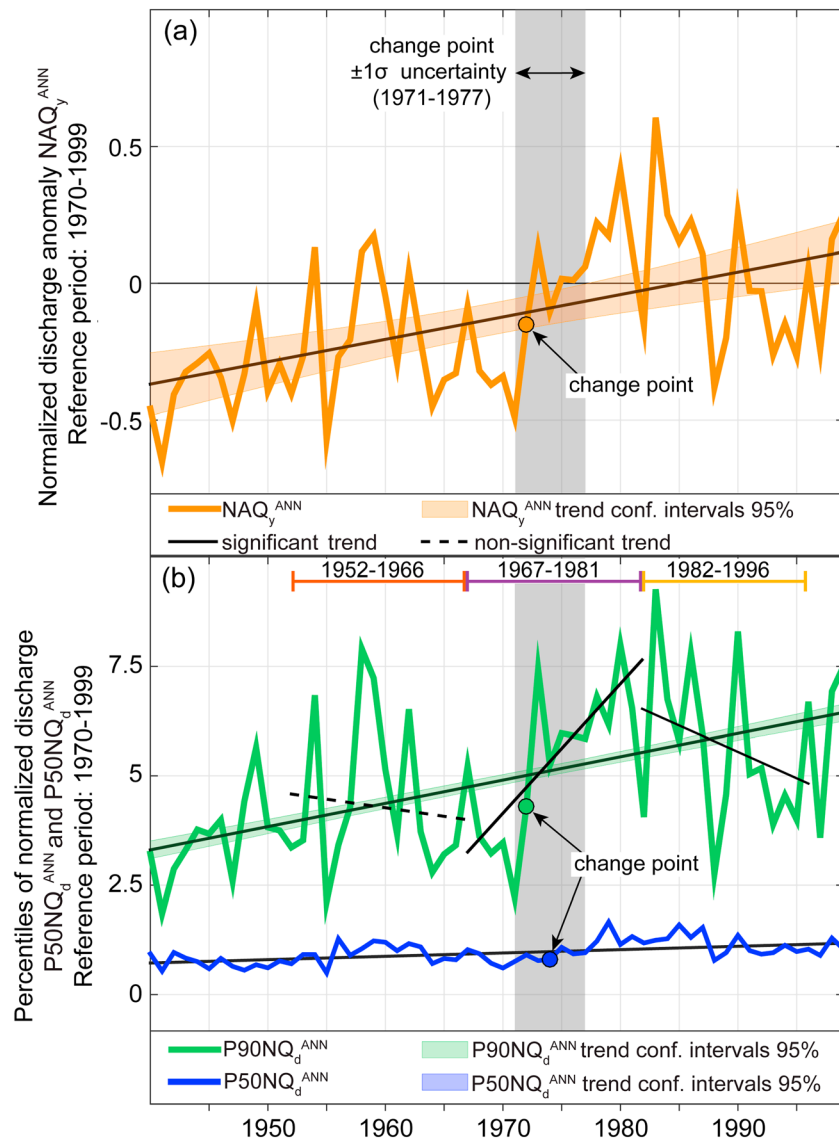 (a)
change point
±1σ uncertainty
(1971-1977)
Normalized discharge anomaly NAQ_y^ANN
Reference period: 1970-1999
0.5
0
-0.5
change point
NAQ_y^ANN
NAQ_y^ANN trend conf. intervals 95%
significant trend
non-significant trend
(b)
1952-1966
1967-1981
1982-1996
Percentiles of normalized discharge
P50NQ_d^ANN and P50NQ_d^ANN
Reference period: 1970-1999
7.5
5
2.5
0
change point
P90NQ_d^ANN
P90NQ_d^ANN trend conf. intervals 95%
P50NQ_d^ANN
P50NQ_d^ANN trend conf. intervals 95%
1950
1960
1970
1980
1990